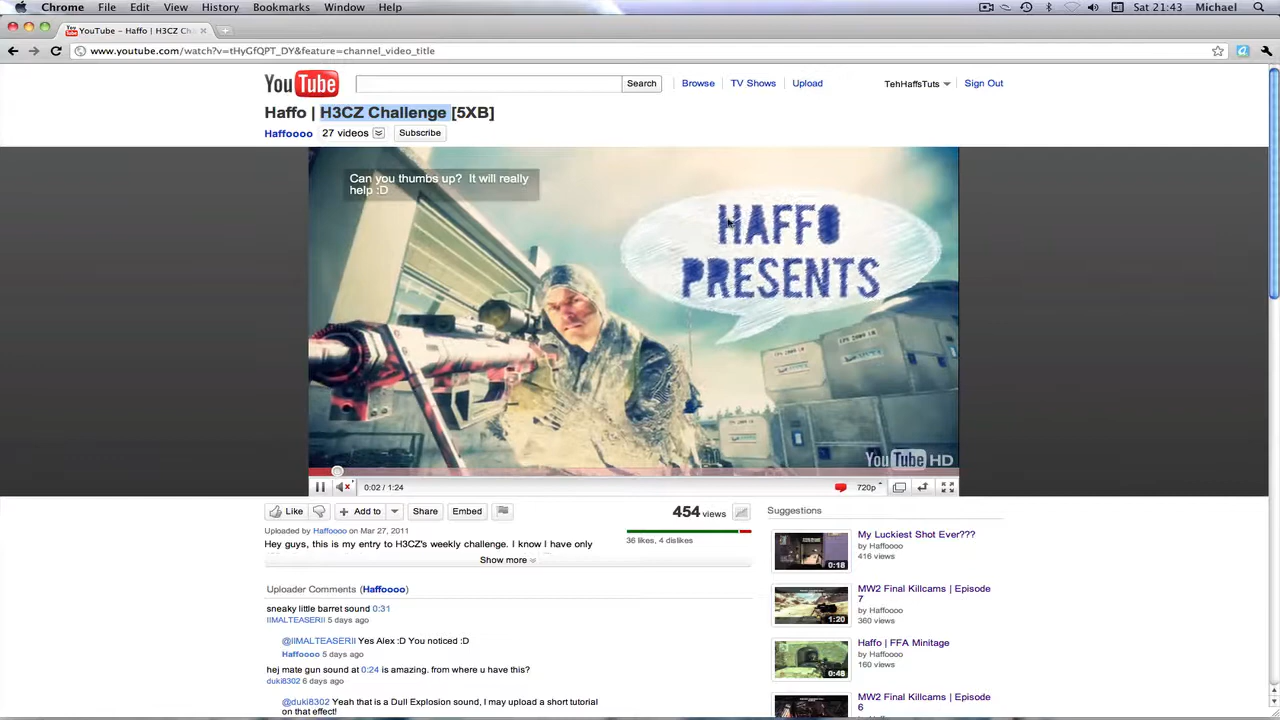 Chrome File Edit View History Bookmarks Window Help Sat 21:43 Michael
YouTube - Haffo | H3CZ Ch
www.youtube.com/watch?v=tHyGfQPT_DY&feature=channel_video_title
YouTube Search Browse TV Shows Upload TehHaffsTuts Sign Out
Haffo | H3CZ Challenge [5XB]
Haffoooo 27 videos Subscribe
Can you thumbs up? It will really
help :D
HAFFO
PRESENTS
YouTube HD
0:02 / 1:24 720p
Like Add to Share Embed 454 views
Uploaded by Haffoooo on Mar 27, 2011
36 likes, 4 dislikes
Hey guys, this is my entry to H3CZ's weekly challenge. I know I have only
Show more
Uploader Comments (Haffoooo)
sneaky little barret sound 0:31
IIMALTEASERII 5 days ago
@IIMALTEASERII Yes Alex :D You noticed :D
Haffoooo 5 days ago
hej mate gun sound at 0:24 is amazing. from where u have this?
duki8302 6 days ago
@duki8302 Yeah that is a Dull Explosion sound, I may upload a short tutorial
on that effect!
Suggestions
My Luckiest Shot Ever???
by Haffoooo
416 views
0:18
MW2 Final Killcams | Episode
7
by Haffoooo
360 views
1:20
Haffo | FFA Minitage
by Haffoooo
160 views
0:48
MW2 Final Killcams | Episode
6